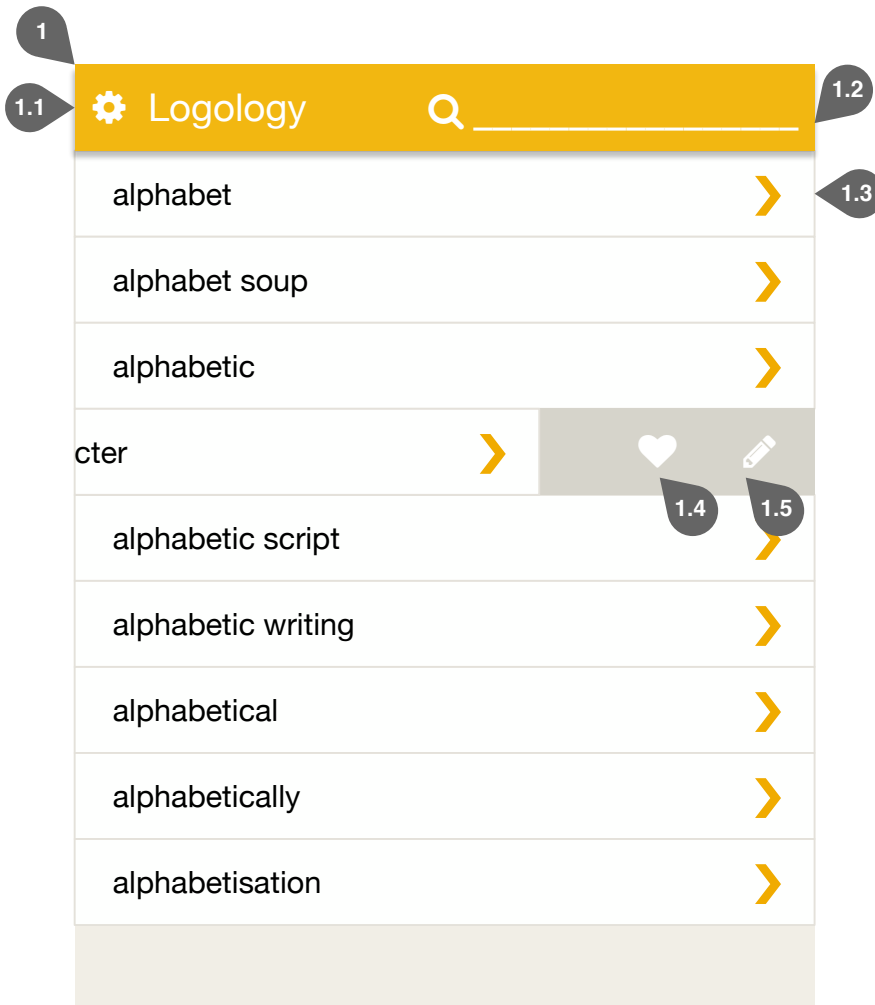 1
1.1
Logology
1.2
alphabet
1.3
alphabet soup
alphabetic
cter
1.4
1.5
alphabetic script
alphabetic writing
alphabetical
alphabetically
alphabetisation